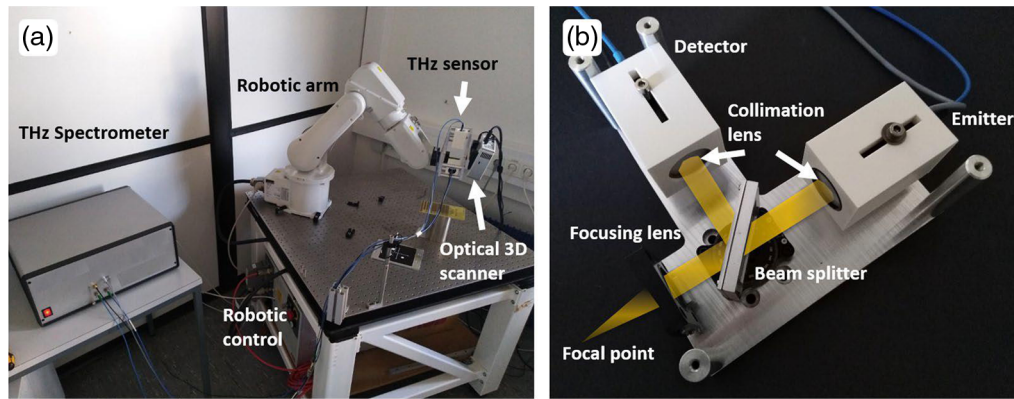 (a)
Robotic arm
THz sensor
THz Spectrometer
Optical 3D
scanner
Robotic
control
(b)
Detector
Collimation
lens
Emitter
Focusing lens
Beam splitter
Focal point